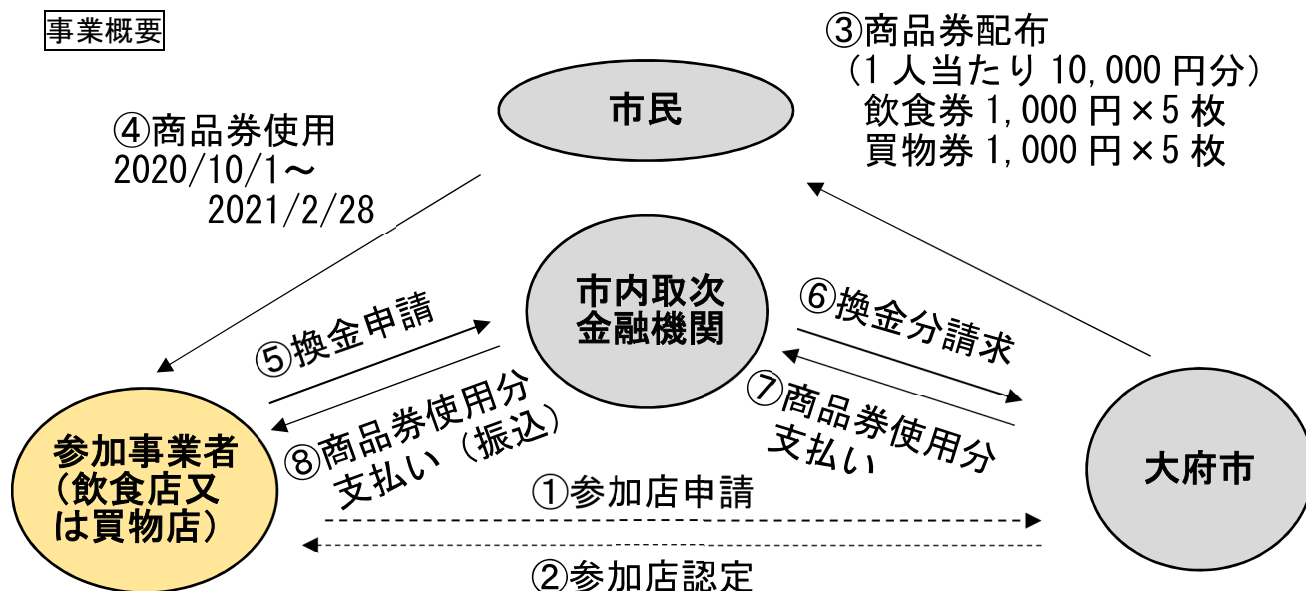 事業概要
③商品券配布
(1人当たり10,000円分)
飲食券1,000円×5枚
買物券1,000円×5枚
市民
④商品券使用
2020/10/1～
2021/2/28
市内取次
金融機関
⑤換金申請
⑥換金分請求
⑦商品券使用分
支払い
⑧商品券使用分
支払い(振込)
参加事業者
(飲食店又
は買物店)
大府市
①参加店申請
②参加店認定